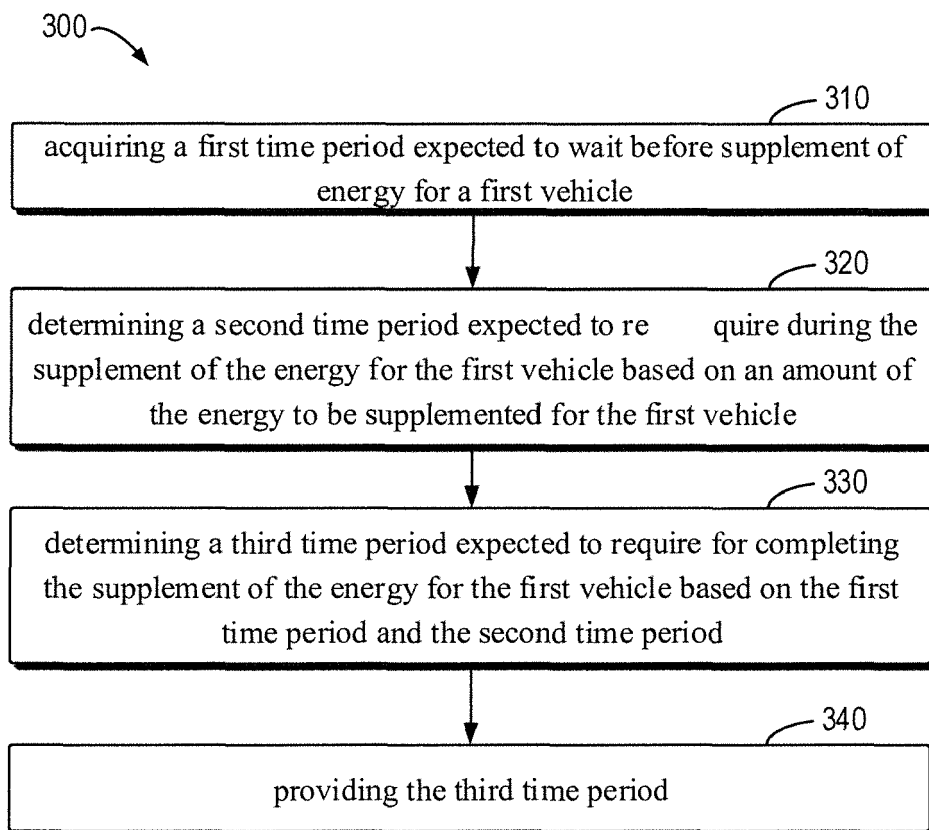 300
310
acquiring a first time period expected to wait before supplement of
energy for a first vehicle
320
determining a second time period expected to re quire during the
supplement of the energy for the first vehicle based on an amount of
the energy to be supplemented for the first vehicle
330
determining a third time period expected to require for completing
the supplement of the energy for the first vehicle based on the first
time period and the second time period
340
providing the third time period